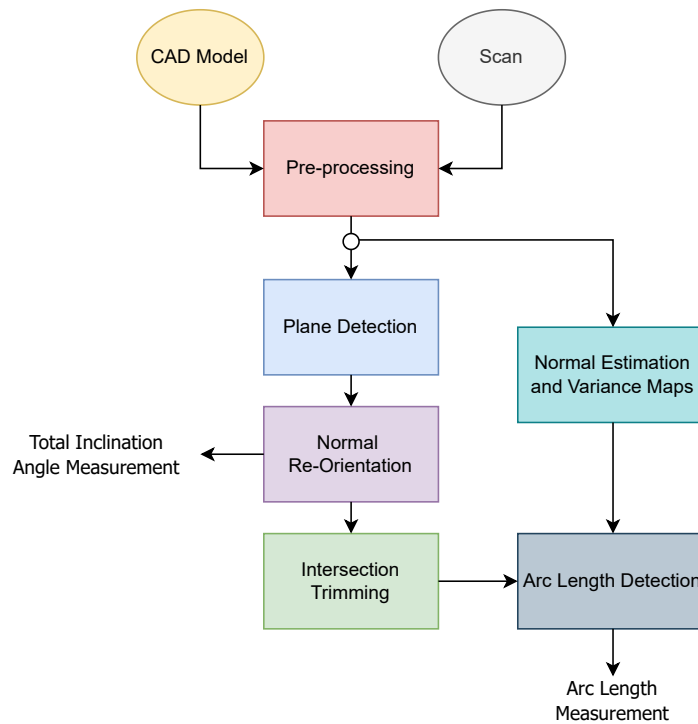 CAD Model
Scan
Pre-processing
Plane Detection
Normal Estimation
and Variance Maps
Normal
Re-Orientation
Total Inclination
Angle Measurement
Intersection
Trimming
Arc Length Detection
Arc Length
Measurement